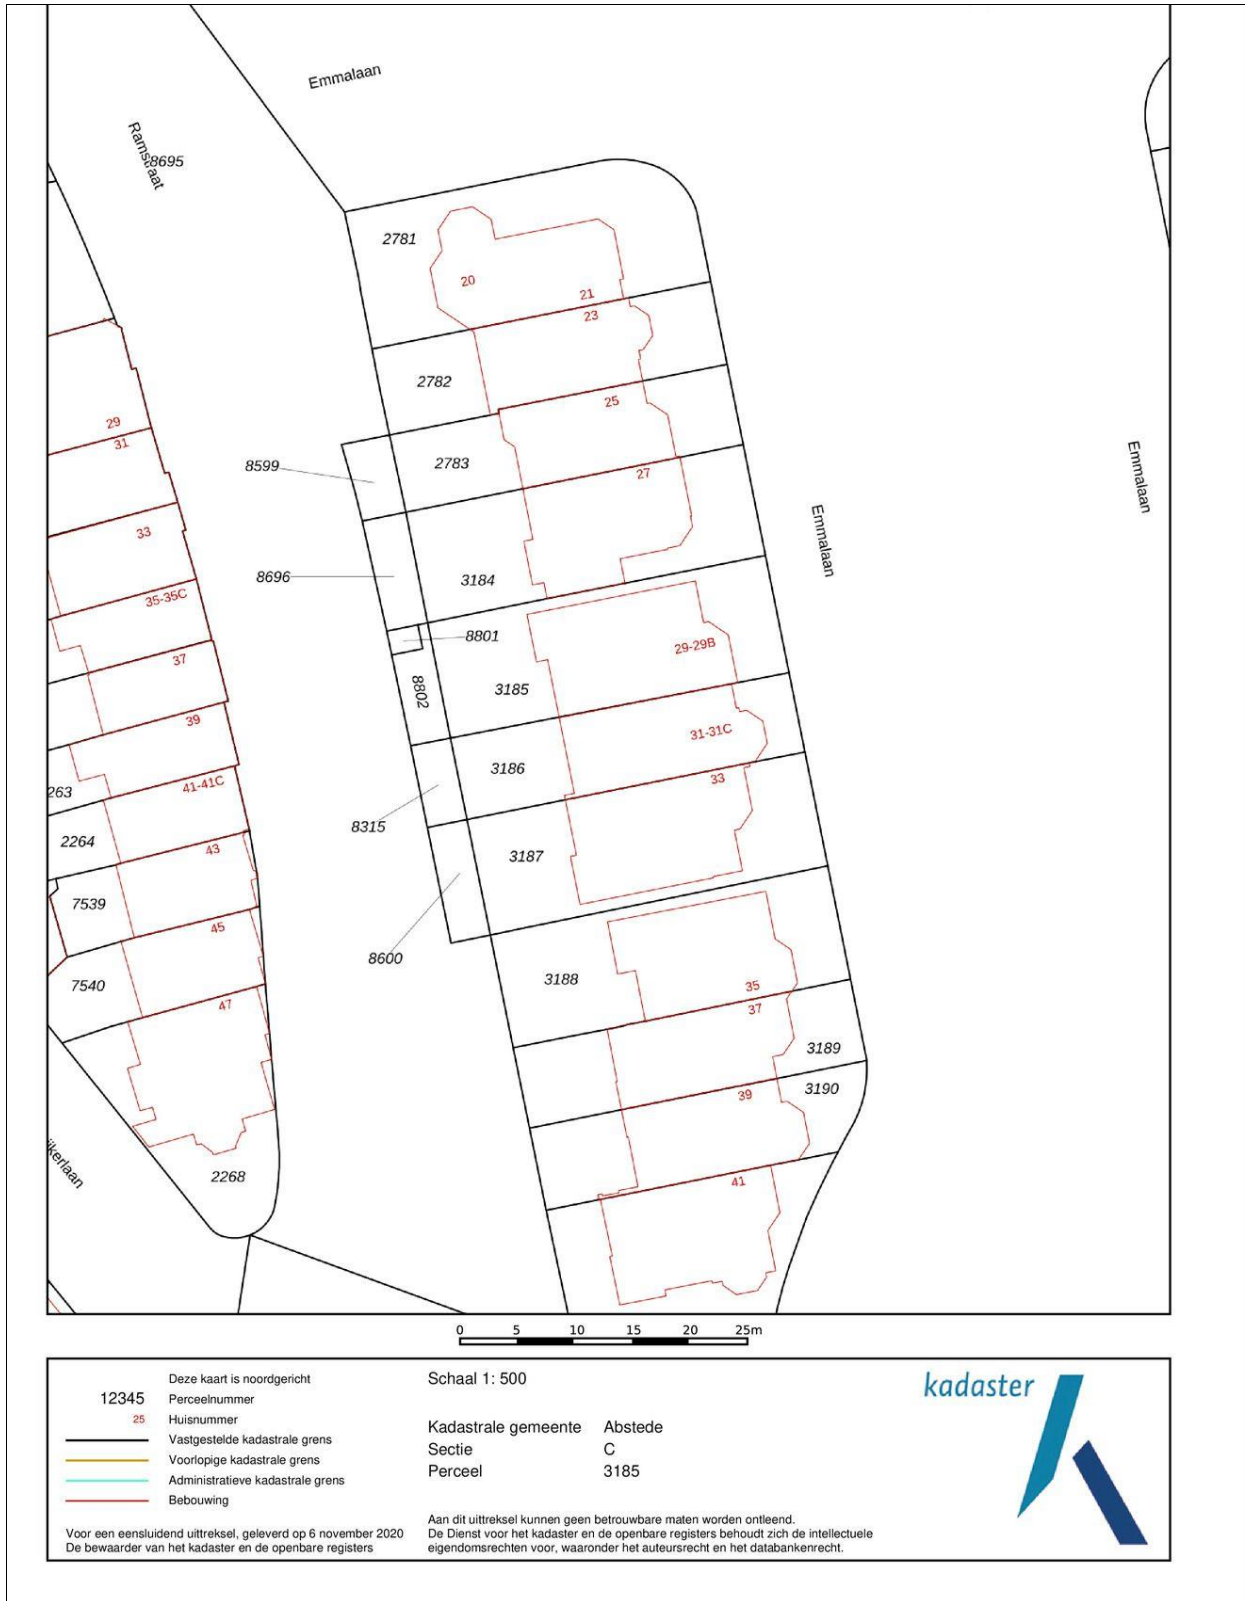 Emmalaan
Ramstraat
8695
2781
20
21
23
2782
25
29
31
8599
2783
27
Emmalaan
Emmalaan
33
8696
3184
35-35C
8801
29-29B
37
8802
3185
39
31-31C
3186
33
41-41C
263
8315
2264
43
3187
7539
45
8600
3188
7540
35
47
37
3189
3190
39
2268
41
0 5 10 15 20 25m
Deze kaart is noordgericht
12345 Perceelnummer
25 Huisnummer
Vastgestelde kadastrale grens
Voorlopige kadastrale grens
Administratieve kadastrale grens
Bebouwing
Voor een eensluidend uittreksel, geleverd op 6 november 2020
De bewaarder van het kadaster en de openbare registers
Schaal 1: 500
Kadastrale gemeente Abstede
Sectie C
Perceel 3185
Aan dit uittreksel kunnen geen betrouwbare maten worden ontleend.
De Dienst voor het kadaster en de openbare registers behoudt zich de intellectuele
eigendomsrechten voor, waaronder het auteursrecht en het databankenrecht.
kadaster